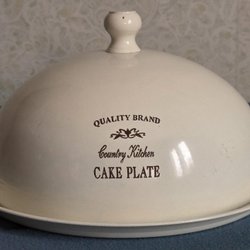 QUALITY BRAND
Country Kitchen
CAKE PLATE